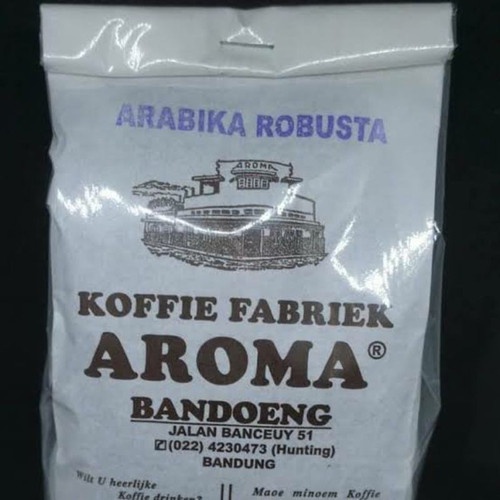 ARABIKA ROBUSTA
AROMA
KOFFIE FABRIEK
AROMA®
BANDOENG
JALAN BANCEUY 51
(022) 4230473 (Hunting)
BANDUNG
Wilt U heerlijke
Koffie drinken?
Maoe minoem Koffie